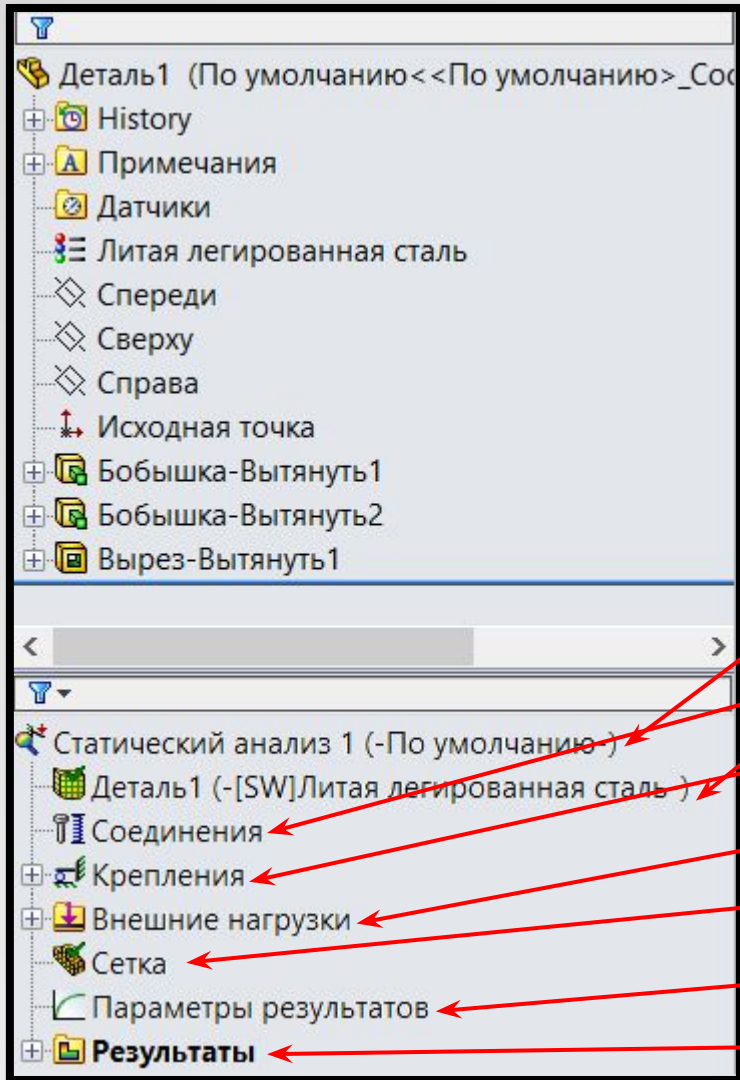 Деталь1 (По умолчанию<<По умолчанию>_Сос
History
Примечания
Датчики
Литая легированная сталь
Спереди
Сверху
Справа
Исходная точка
Бобышка-Вытянуть1
Бобышка-Вытянуть2
Вырез-Вытянуть1
Статический анализ 1 (-По умолчанию-)
Деталь1 (-[SW]Литая легированная сталь-)
Соединения
Крепления
Внешние нагрузки
Сетка
Параметры результатов
Результаты